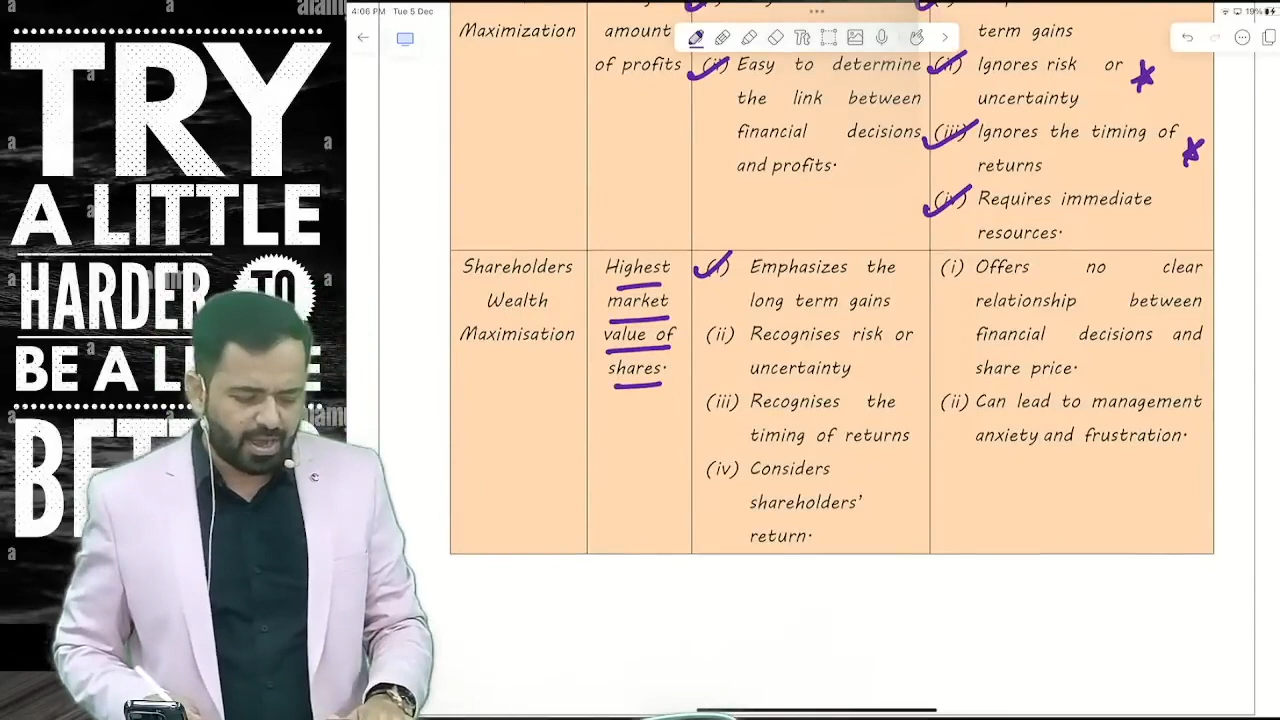 4:06 PM Tue 5 Dec
19%
TRY
A LITTLE
HARDER TO
BE A L
BET
Maximization
amount
of profits
(ii) Easy to determine
the link between
financial decisions
and profits.
term gains
(ii) Ignores risk or
uncertainty
(iii) Ignores the timing of
returns
(iv) Requires immediate
resources.
Shareholders
Wealth
Maximisation
Highest
market
value of
shares.
(i) Emphasizes the
long term gains
(ii) Recognises risk or
uncertainty
(iii) Recognises the
timing of returns
(iv) Considers
shareholders'
return.
(i) Offers no clear
relationship between
financial decisions and
share price.
(ii) Can lead to management
anxiety and frustration.